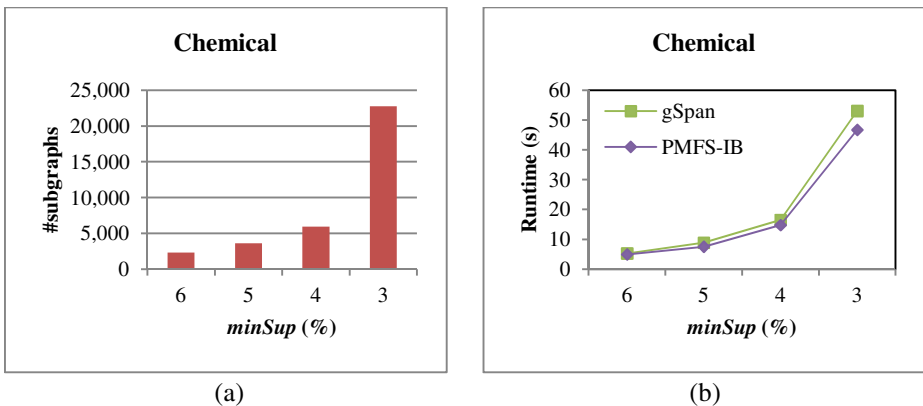 Chemical
25,000
20,000
15,000
10,000
5,000
0
#subgraphs
6 5 4 3
minSup (%)
(a)
Chemical
60
50
40
30
20
10
0
Runtime (s)
gSpan
PMFS-IB
6 5 4 3
minSup (%)
(b)